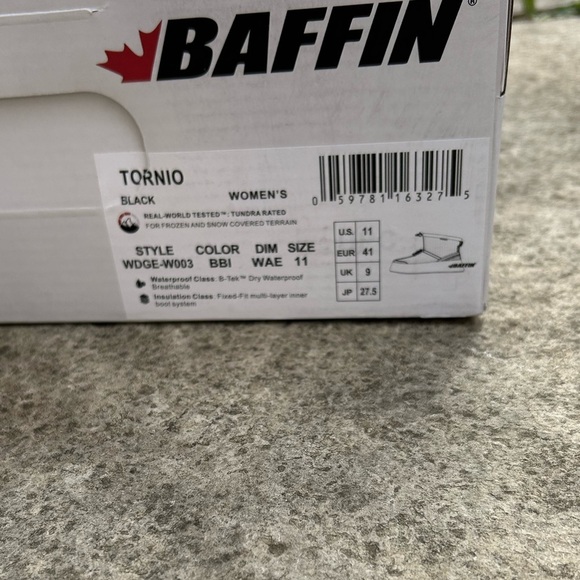 BAFFIN®
TORNIO
BLACK WOMEN'S
0 59781 16327 5
REAL-WORLD TESTED™: TUNDRA RATED
FOR FROZEN AND SNOW COVERED TERRAIN
STYLE COLOR DIM SIZE
WDGE-W003 BBI WAE 11
Waterproof Class: B-Tek™ Dry Waterproof
Breathable
Insulation Class: Fixed-Fit multi-layer inner
boot system
U.S. 11
EUR 41
UK 9
JP 27.5
BAFFIN